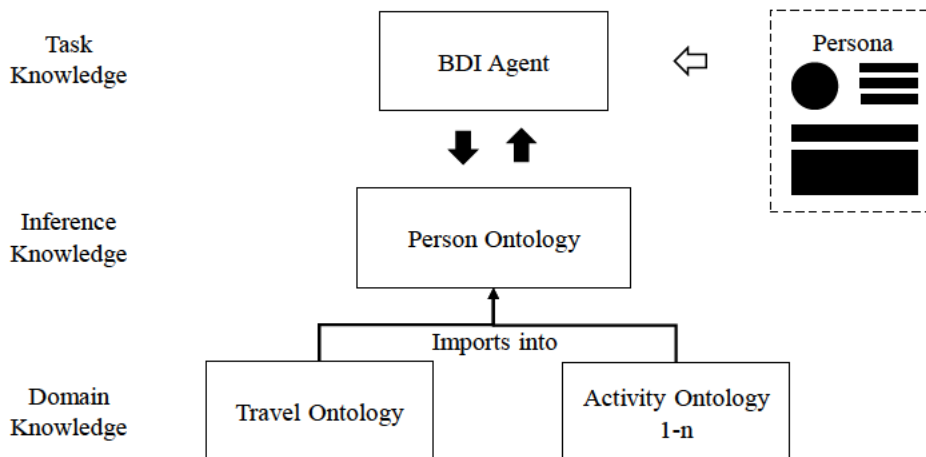 Task
Knowledge
BDI Agent
Persona
Inference
Knowledge
Person Ontology
Imports into
Domain
Knowledge
Travel Ontology
Activity Ontology
1-n